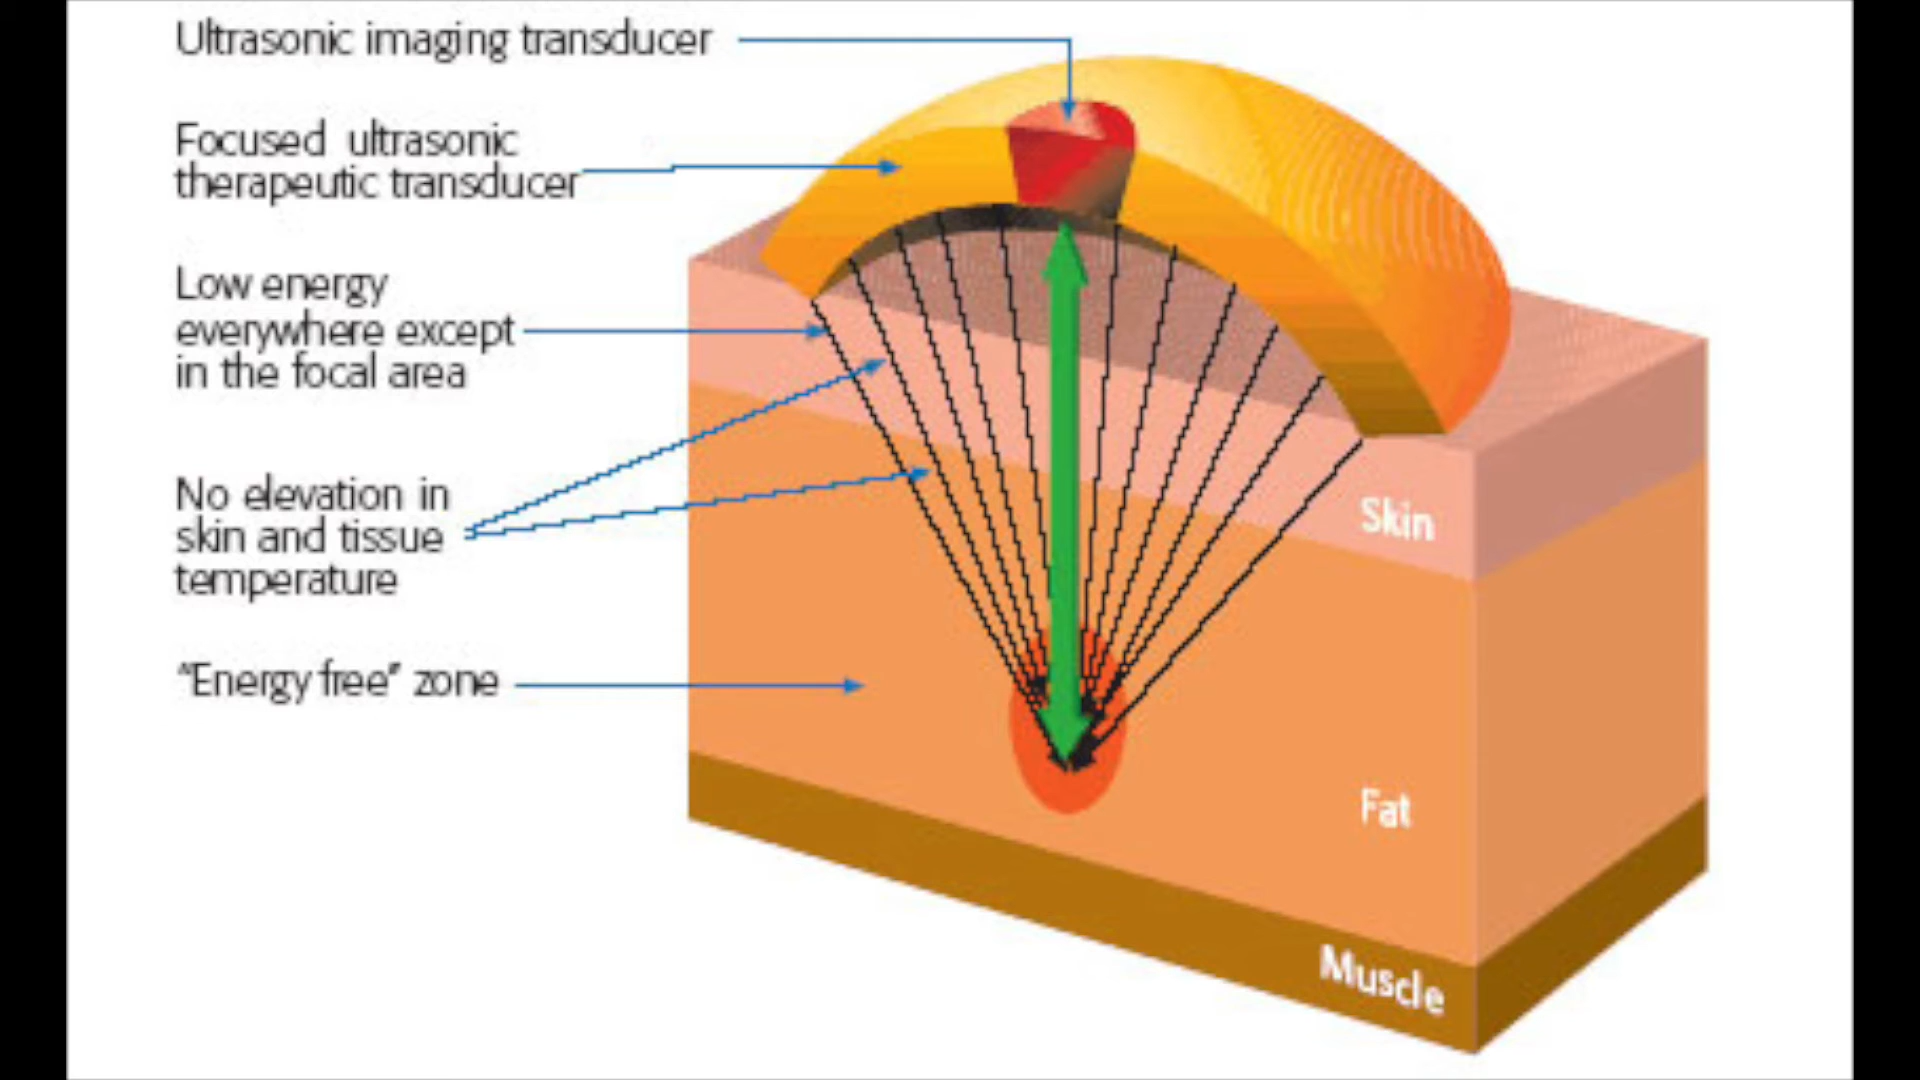 Ultrasonic imaging transducer
Focused ultrasonic
therapeutic transducer
Low energy
everywhere except
in the focal area
No elevation in
skin and tissue
temperature
"Energy free" zone
Skin
Fat
Muscle